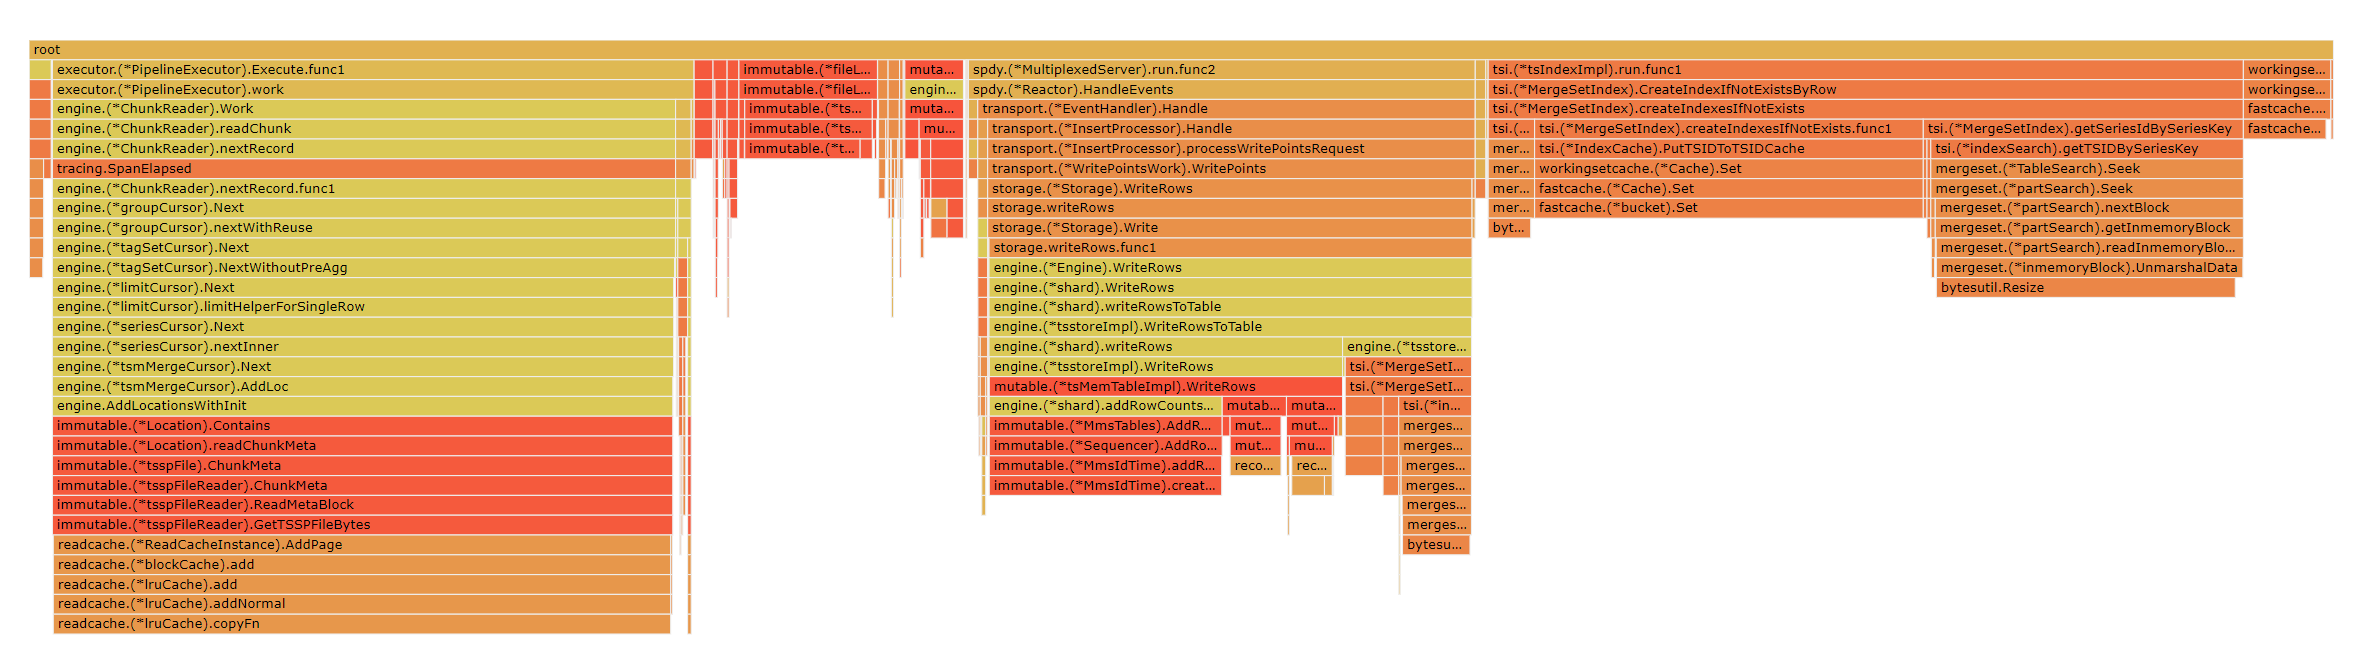 root
executor.(*PipelineExecutor).Execute.func1 immutable.(*fileL... muta... spdy.(*MultiplexedServer).run.func2 tsi.(*tsIndexImpl).run.func1 workingse...
executor.(*PipelineExecutor).work immutable.(*fileL... engin... spdy.(*Reactor).HandleEvents tsi.(*MergeSetIndex).CreateIndexIfNotExistsByRow workingse...
engine.(*ChunkReader).Work immutable.(*ts... muta... transport.(*EventHandler).Handle tsi.(*MergeSetIndex).createIndexesIfNotExists fastcache....
engine.(*ChunkReader).readChunk immutable.(*ts... mu... transport.(*InsertProcessor).Handle tsi.(... tsi.(*MergeSetIndex).createIndexesIfNotExists.func1 tsi.(*MergeSetIndex).getSeriesIdBySeriesKey fastcache...
engine.(*ChunkReader).nextRecord immutable.(*t... transport.(*InsertProcessor).processWritePointsRequest mer... tsi.(*IndexCache).PutTSIDToTSIDCache tsi.(*indexSearch).getTSIDBySeriesKey
tracing.SpanElapsed transport.(*WritePointsWork).WritePoints mer... workingsetcache.(*Cache).Set mergeset.(*TableSearch).Seek
engine.(*ChunkReader).nextRecord.func1 storage.(*Storage).WriteRows mer... fastcache.(*Cache).Set mergeset.(*partSearch).Seek
engine.(*groupCursor).Next storage.writeRows mer... fastcache.(*bucket).Set mergeset.(*partSearch).nextBlock
engine.(*groupCursor).nextWithReuse storage.(*Storage).Write byt... mergeset.(*partSearch).getInmemoryBlock
engine.(*tagSetCursor).Next storage.writeRows.func1 mergeset.(*partSearch).readInmemoryBlo...
engine.(*tagSetCursor).NextWithoutPreAgg engine.(*Engine).WriteRows mergeset.(*inmemoryBlock).UnmarshalData
engine.(*limitCursor).Next engine.(*shard).WriteRows bytesutil.Resize
engine.(*limitCursor).limitHelperForSingleRow engine.(*shard).writeRowsToTable
engine.(*seriesCursor).Next engine.(*tsstoreImpl).WriteRowsToTable
engine.(*seriesCursor).nextInner engine.(*shard).writeRows engine.(*tsstore...
engine.(*tsmMergeCursor).Next engine.(*tsstoreImpl).WriteRows tsi.(*MergeSetI...
engine.(*tsmMergeCursor).AddLoc mutable.(*tsMemTableImpl).WriteRows tsi.(*MergeSetI...
engine.AddLocationsWithInit engine.(*shard).addRowCounts... mutab... muta... tsi.(*in...
immutable.(*Location).Contains immutable.(*MmsTables).AddR... mut... mut... merges...
immutable.(*Location).readChunkMeta immutable.(*Sequencer).AddRo... mut... mu... merges...
immutable.(*tsspFile).ChunkMeta immutable.(*MmsIdTime).addR... reco... rec... merges...
immutable.(*tsspFileReader).ChunkMeta immutable.(*MmsIdTime).creat... merges...
immutable.(*tsspFileReader).ReadMetaBlock merges...
immutable.(*tsspFileReader).GetTSSPFileBytes merges...
readcache.(*ReadCacheInstance).AddPage bytesu...
readcache.(*blockCache).add
readcache.(*lruCache).add
readcache.(*lruCache).addNormal
readcache.(*lruCache).copyFn